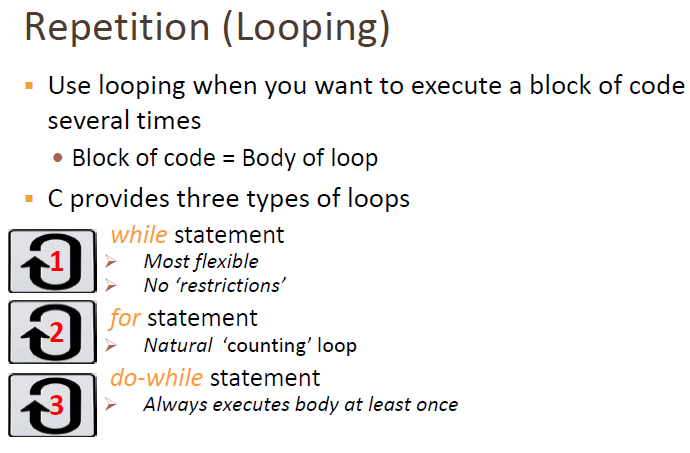 Repetition (Looping)
Use looping when you want to execute a block of code
several times
Block of code = Body of loop
C provides three types of loops
1
while statement
Most flexible
No ‘restrictions’
2
for statement
Natural ‘counting’ loop
3
do-while statement
Always executes body at least once